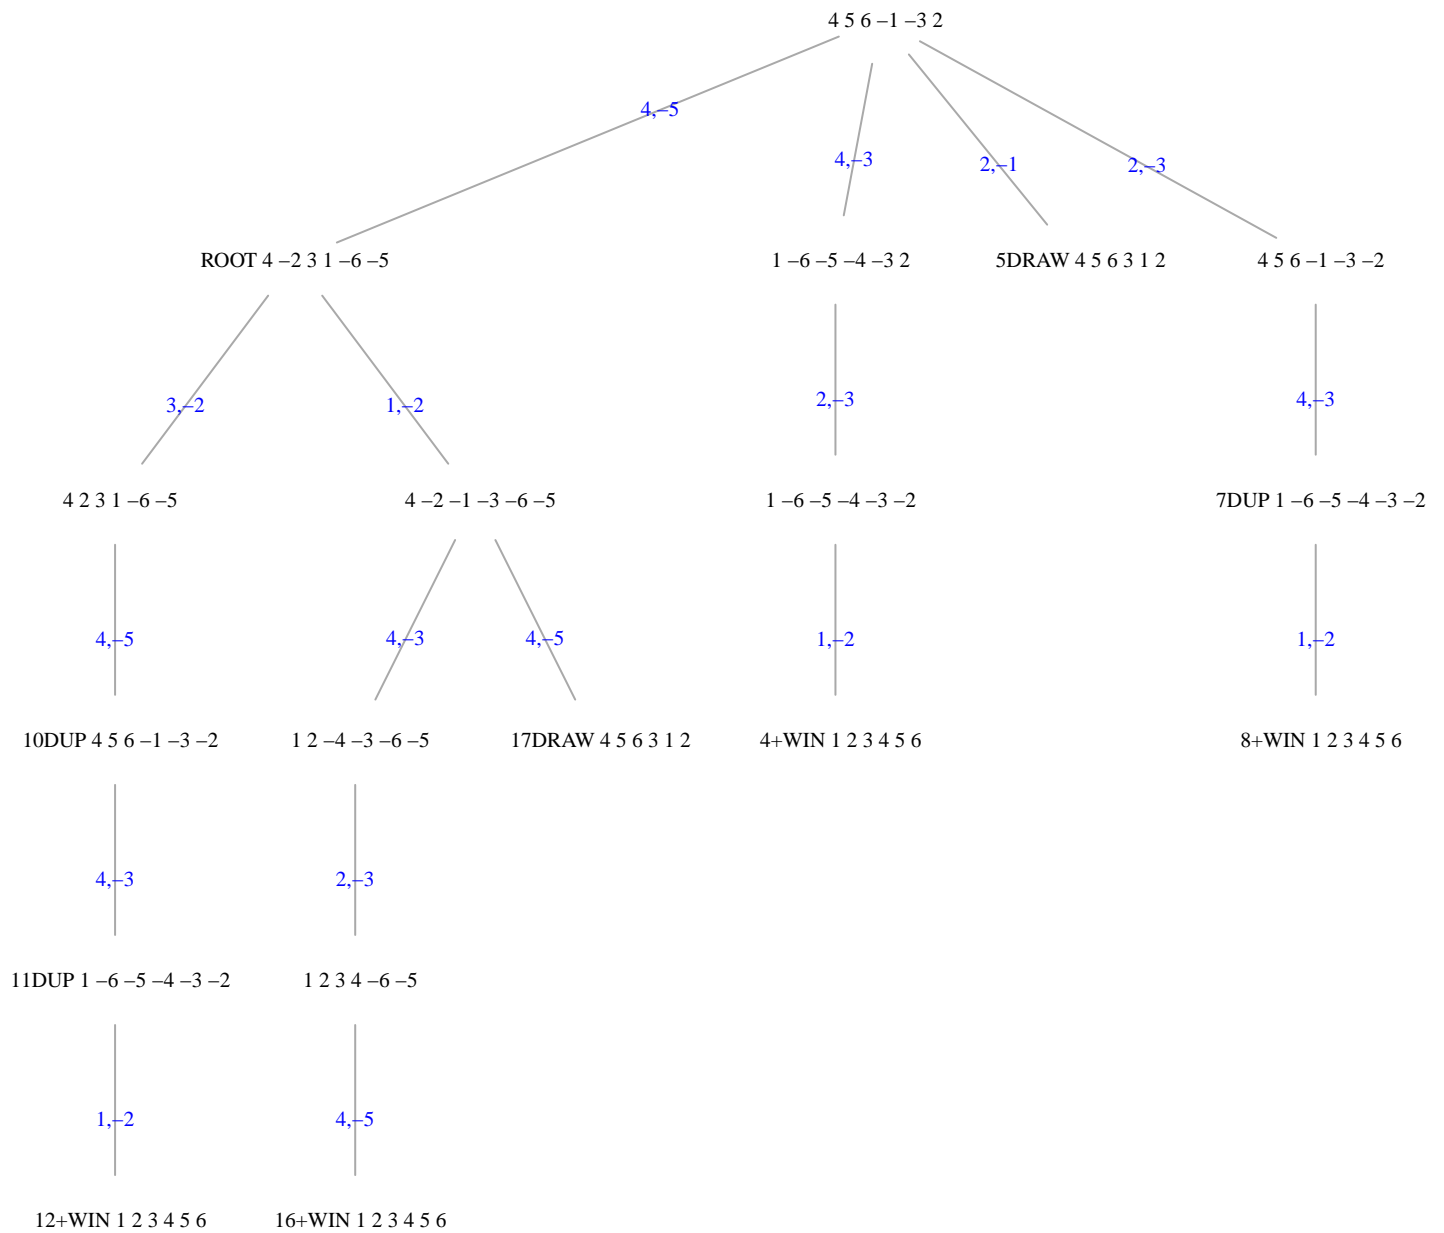 4 5 6 –1 –3 2
4,–5
4,–3
2,–1
2,–3
ROOT 4 –2 3 1 –6 –5
1 –6 –5 –4 –3 2
5DRAW 4 5 6 3 1 2
4 5 6 –1 –3 –2
3,–2
1,–2
2,–3
4,–3
4 2 3 1 –6 –5
4 –2 –1 –3 –6 –5
1 –6 –5 –4 –3 –2
7DUP 1 –6 –5 –4 –3 –2
4,–5
4,–3
4,–5
1,–2
1,–2
10DUP 4 5 6 –1 –3 –2
1 2 –4 –3 –6 –5
17DRAW 4 5 6 3 1 2
4+WIN 1 2 3 4 5 6
8+WIN 1 2 3 4 5 6
4,–3
2,–3
11DUP 1 –6 –5 –4 –3 –2
1 2 3 4 –6 –5
1,–2
4,–5
12+WIN 1 2 3 4 5 6
16+WIN 1 2 3 4 5 6